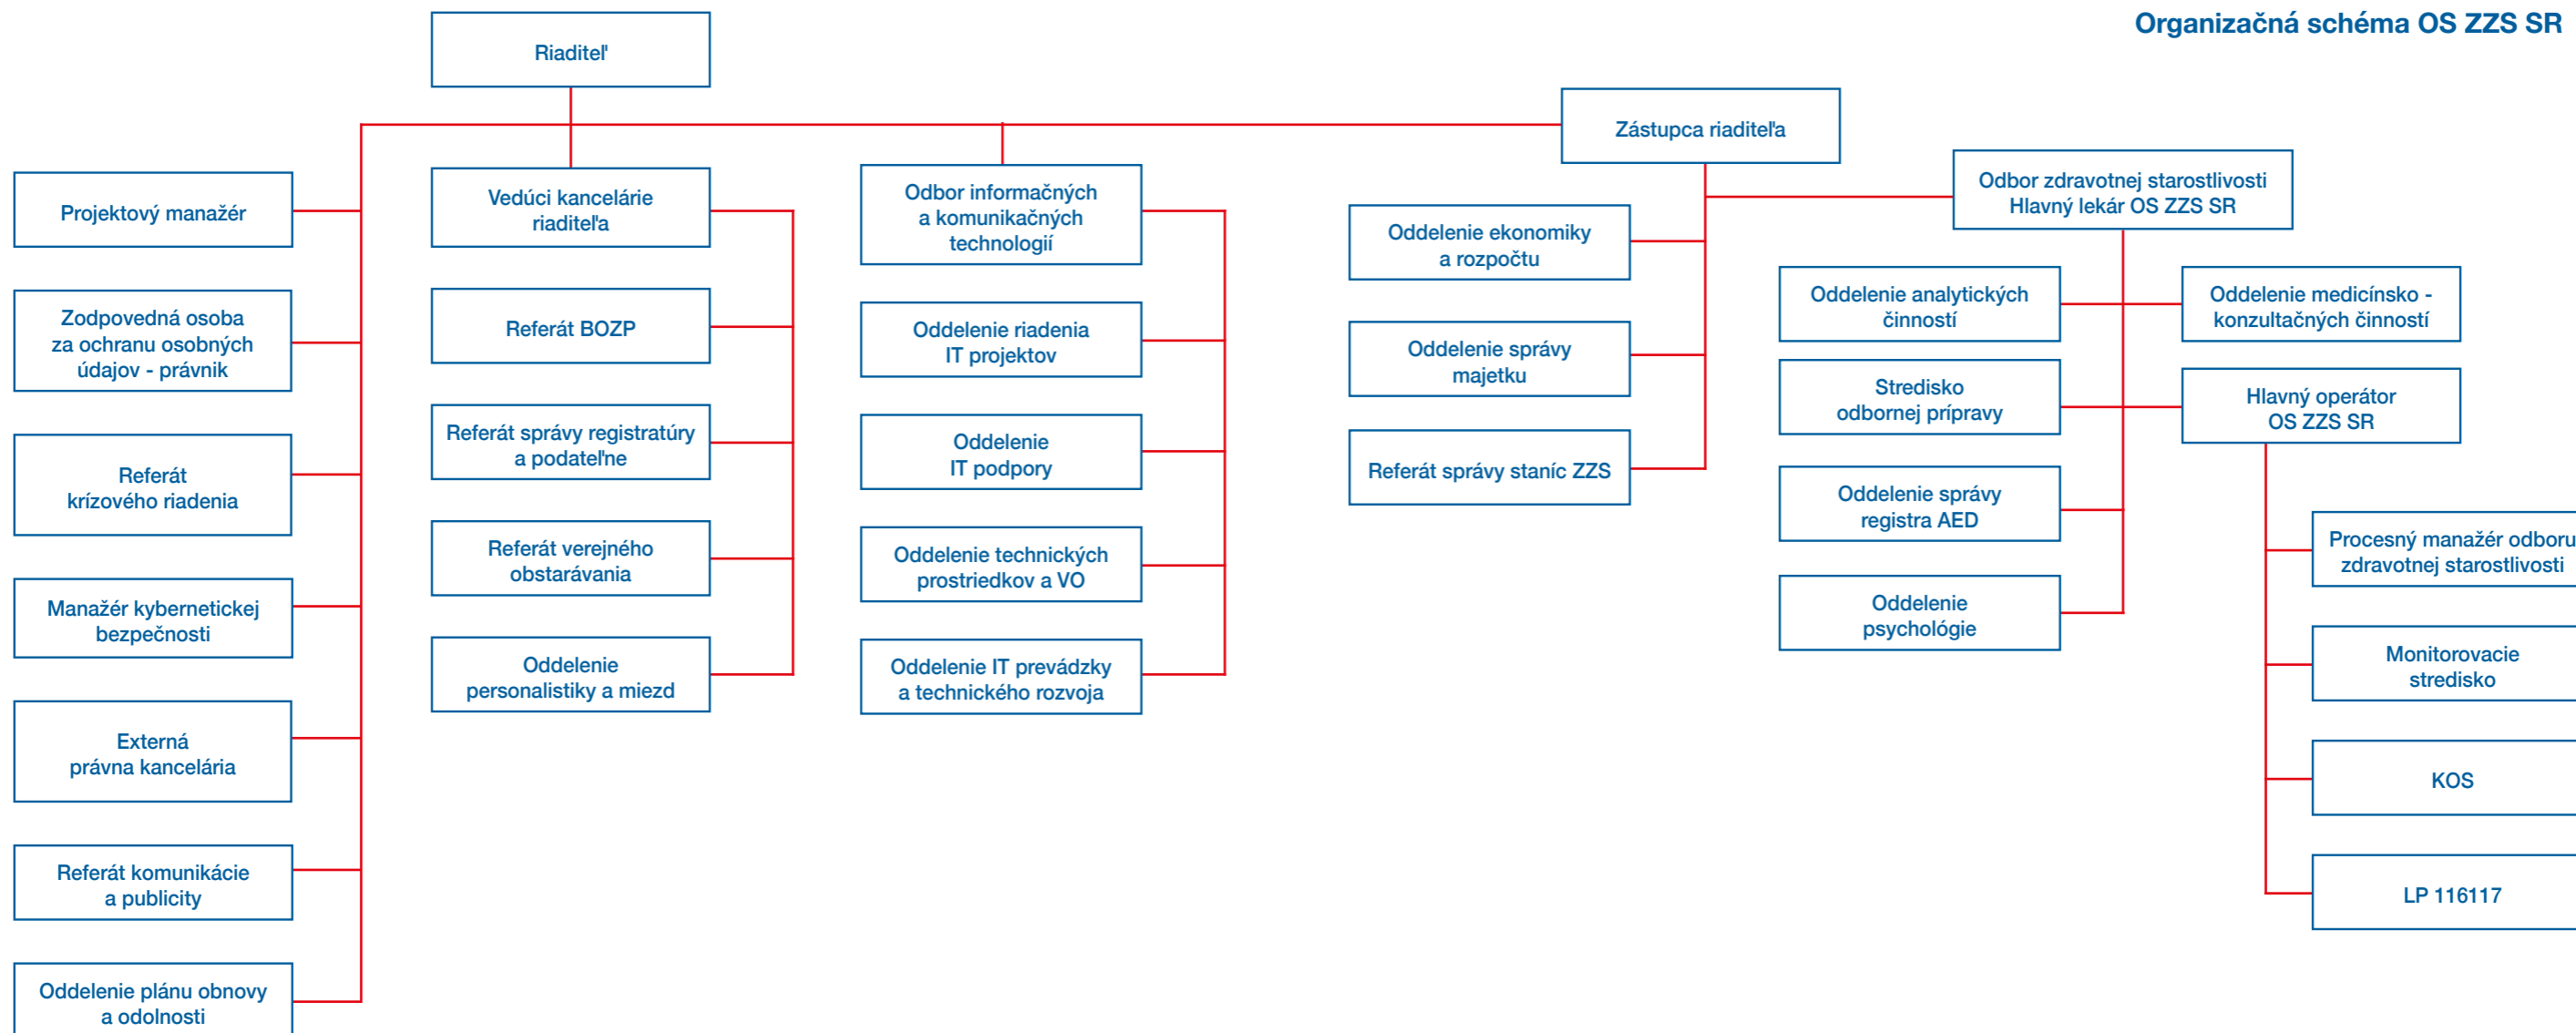 Organizačná schéma OS ZZS SR
Riaditeľ
Zástupca riaditeľa
Projektový manažér
Zodpovedná osoba
za ochranu osobných
údajov - právnik
Referát
krízového riadenia
Manažér kybernetickej
bezpečnosti
Externá
právna kancelária
Referát komunikácie
a publicity
Oddelenie plánu obnovy
a odolnosti
Vedúci kancelárie
riaditeľa
Referát BOZP
Referát správy registratúry
a podateľne
Referát verejného
obstarávania
Oddelenie
personalistiky a miezd
Odbor informačných
a komunikačných
technologií
Oddelenie riadenia
IT projektov
Oddelenie
IT podpory
Oddelenie technických
prostriedkov a VO
Oddelenie IT prevádzky
a technického rozvoja
Oddelenie ekonomiky
a rozpočtu
Oddelenie správy
majetku
Referát správy staníc ZZS
Odbor zdravotnej starostlivosti
Hlavný lekár OS ZZS SR
Oddelenie analytických
činností
Stredisko
odbornej prípravy
Oddelenie správy
registra AED
Oddelenie
psychológie
Oddelenie medicínsko -
konzultačných činností
Hlavný operátor
OS ZZS SR
Procesný manažér odboru
zdravotnej starostlivosti
Monitorovacie
stredisko
KOS
LP 116117